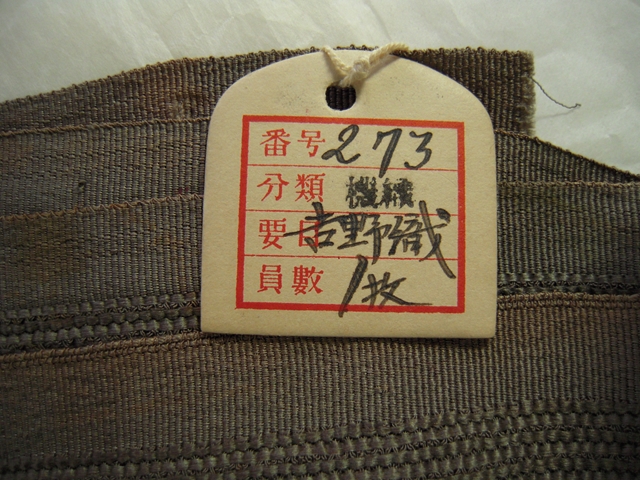 番号 273
分類 機織
要目 吉野織
員數 1枚